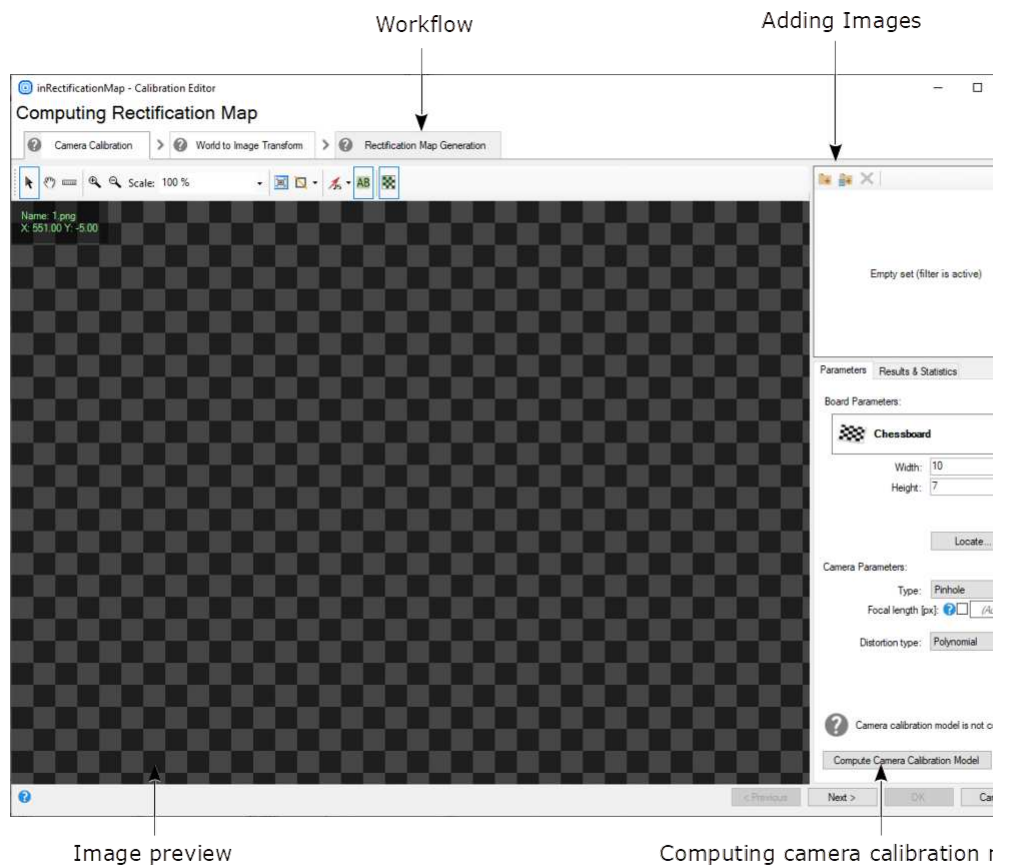 Workflow
Adding Images
inRectificationMap - Calibration Editor
Computing Rectification Map
Camera Calibration > World to Image Transform > Rectification Map Generation
Scale: 100 %
AB
Name: 1.png
X: 551.00 Y: -5.00
Empty set (filter is active)
Parameters Results & Statistics
Board Parameters:
Chessboard
Width: 10
Height: 7
Locate...
Camera Parameters:
Type: Pinhole
Focal length [px]:
Distortion type: Polynomial
Camera calibration model is not
Compute Camera Calibration Model
< Previous Next > OK
Image preview
Computing camera calibration